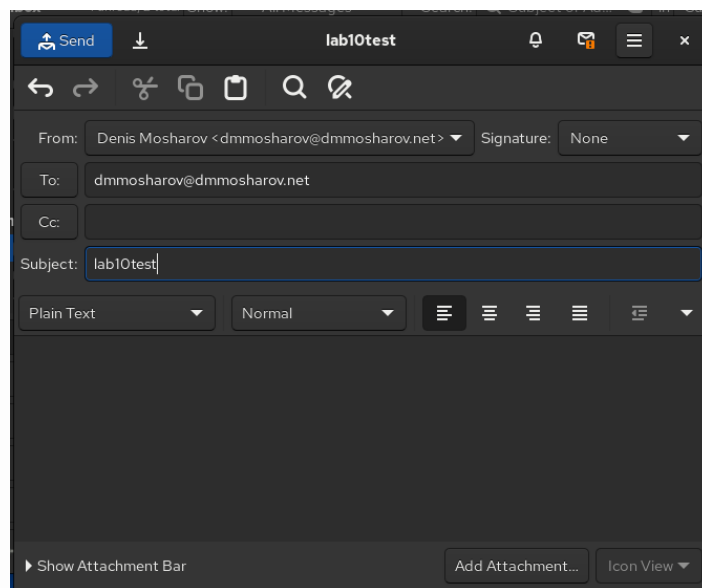 Send
lab10test
From: Denis Mosharov <dmmosharov@dmmosharov.net> Signature: None
To: dmmosharov@dmmosharov.net
Cc:
Subject: lab10test
Plain Text Normal
Show Attachment Bar Add Attachment... Icon View